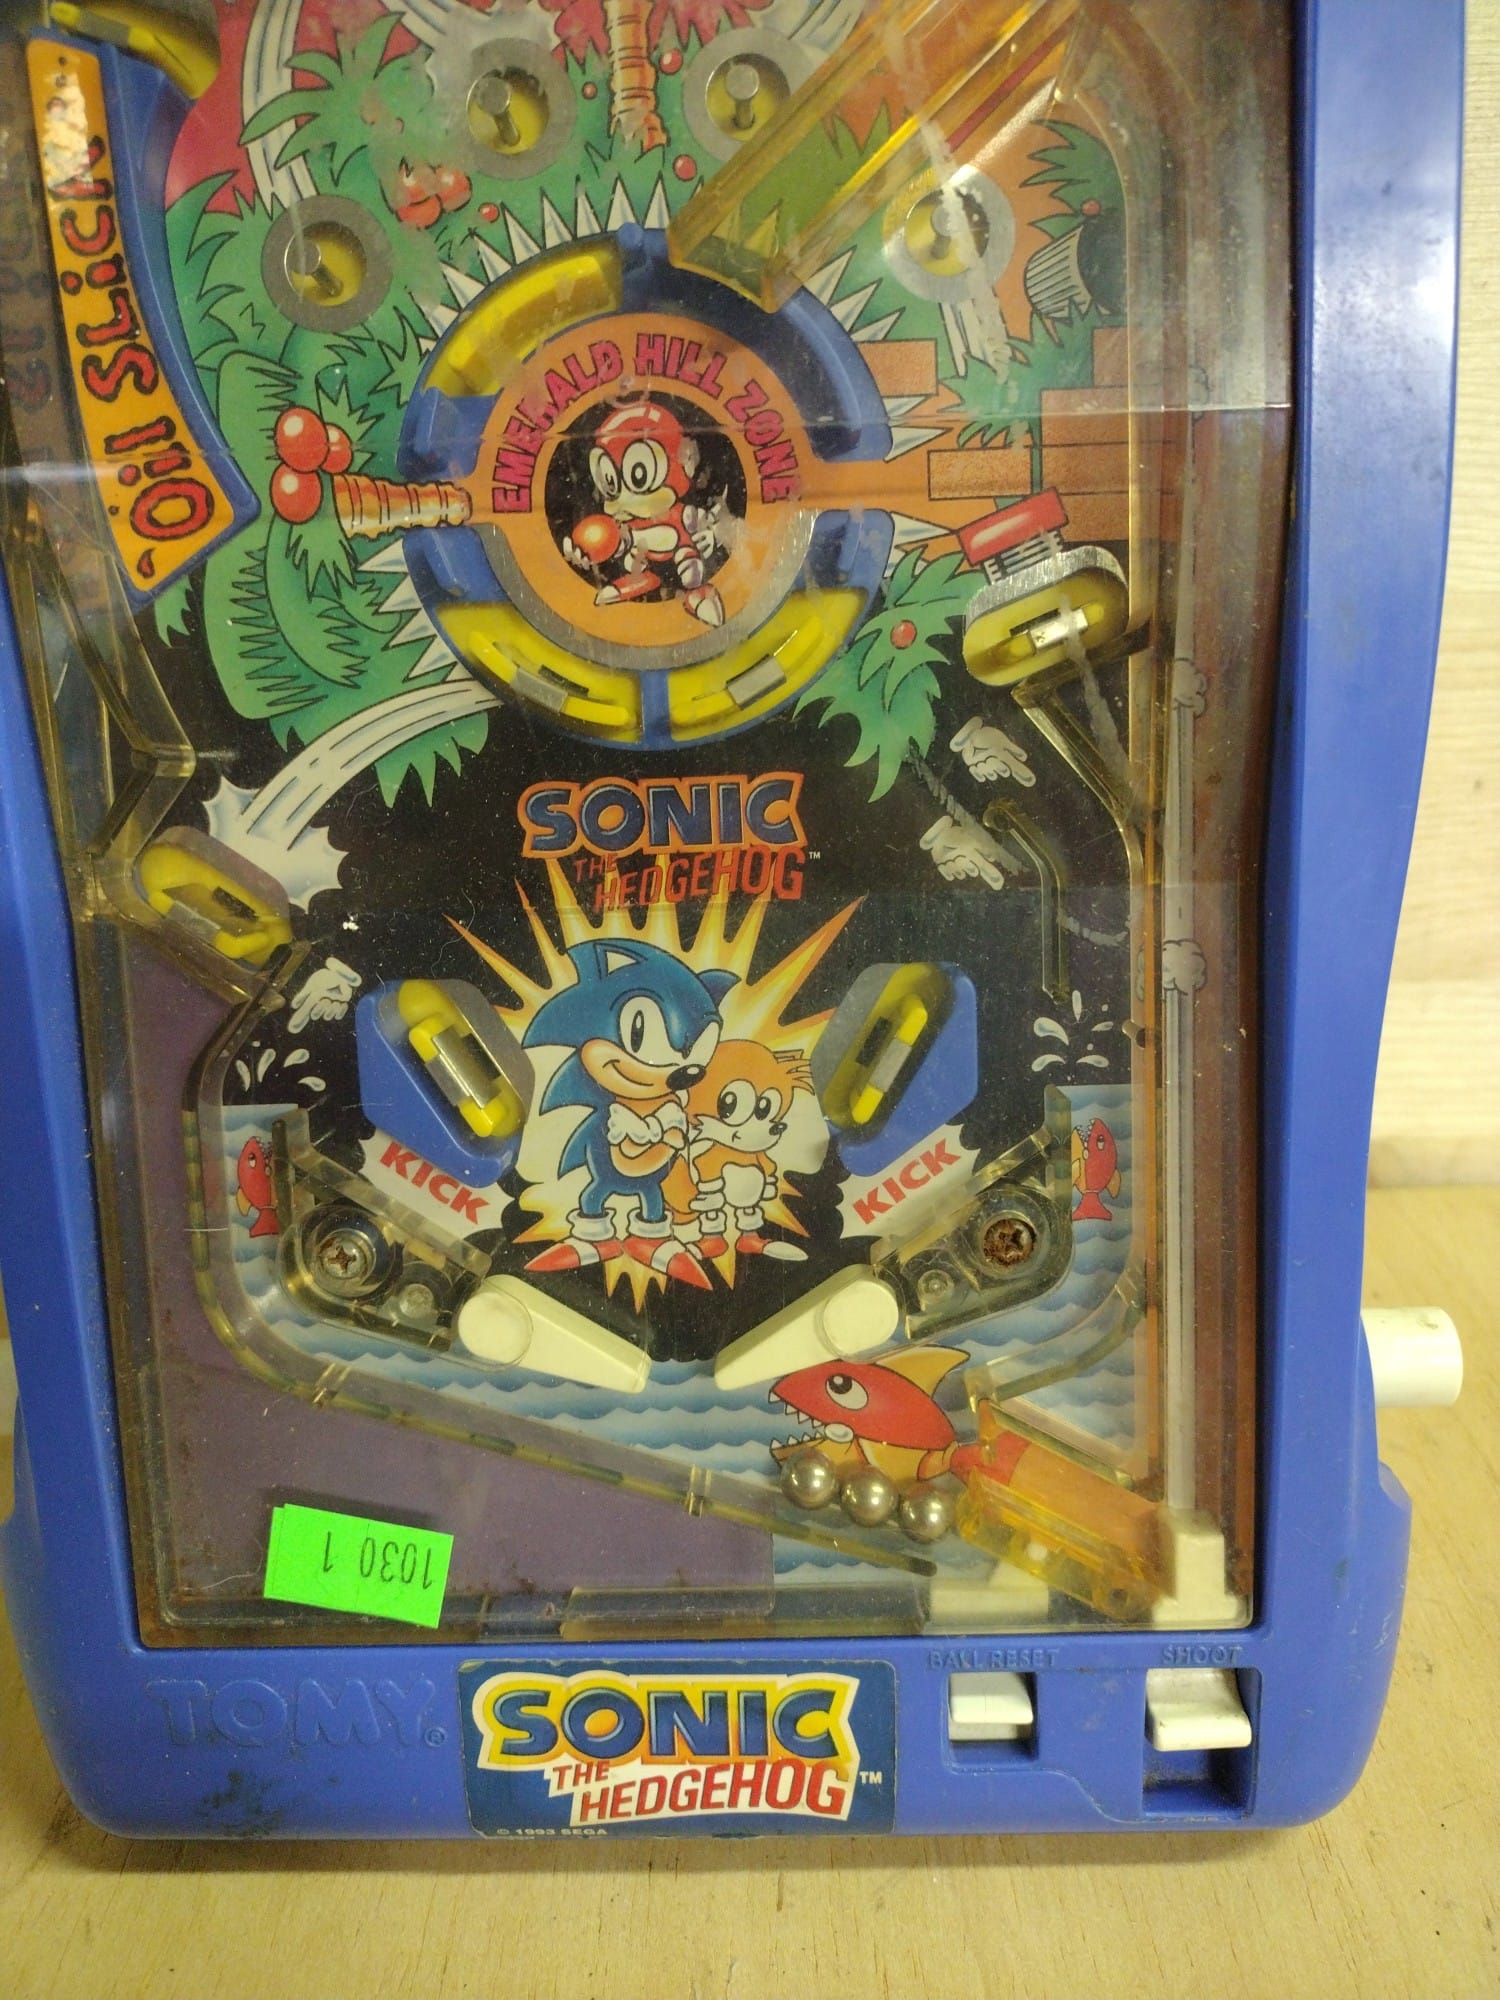 Oil SLiCK
EMERALD HILL ZONE
SONIC
THE
HEDGEHOG™
KICK
KICK
1030 1
BALL RESET
SHOOT
TOMY®
SONIC
THE
HEDGEHOG™
© 1993 SEGA